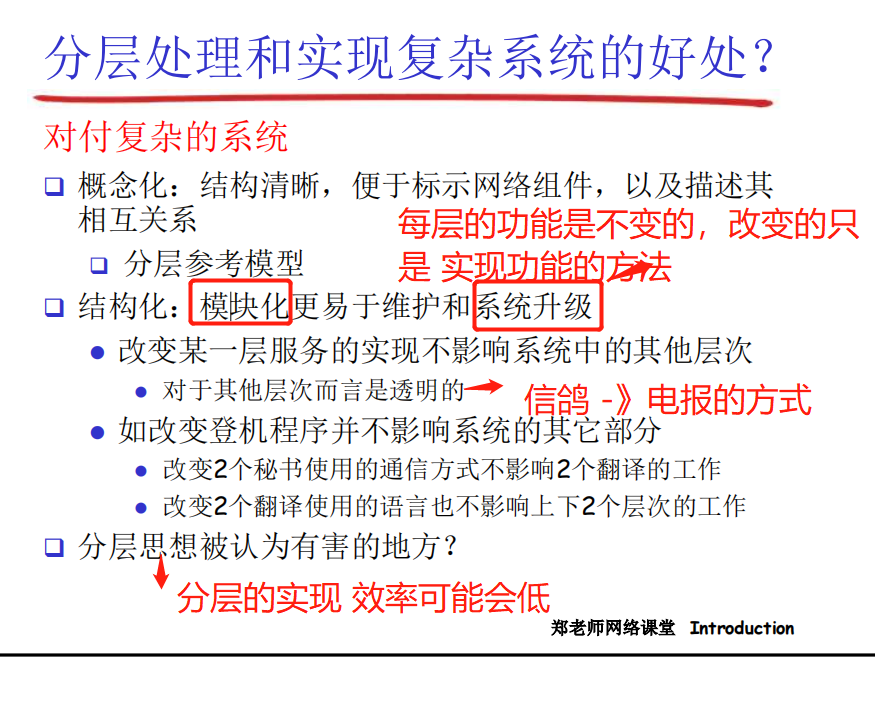 分层处理和实现复杂系统的好处？
对付复杂的系统
概念化：结构清晰，便于标示网络组件，以及描述其
相互关系
每层的功能是不变的，改变的只
分层参考模型
是 实现功能的方法
结构化：模块化更易于维护和系统升级
改变某一层服务的实现不影响系统中的其他层次
对于其他层次而言是透明的
信鸽 -》电报的方式
如改变登机程序并不影响系统的其它部分
改变2个秘书使用的通信方式不影响2个翻译的工作
改变2个翻译使用的语言也不影响上下2个层次的工作
分层思想被认为有害的地方？
分层的实现 效率可能会低
郑老师网络课堂 Introduction